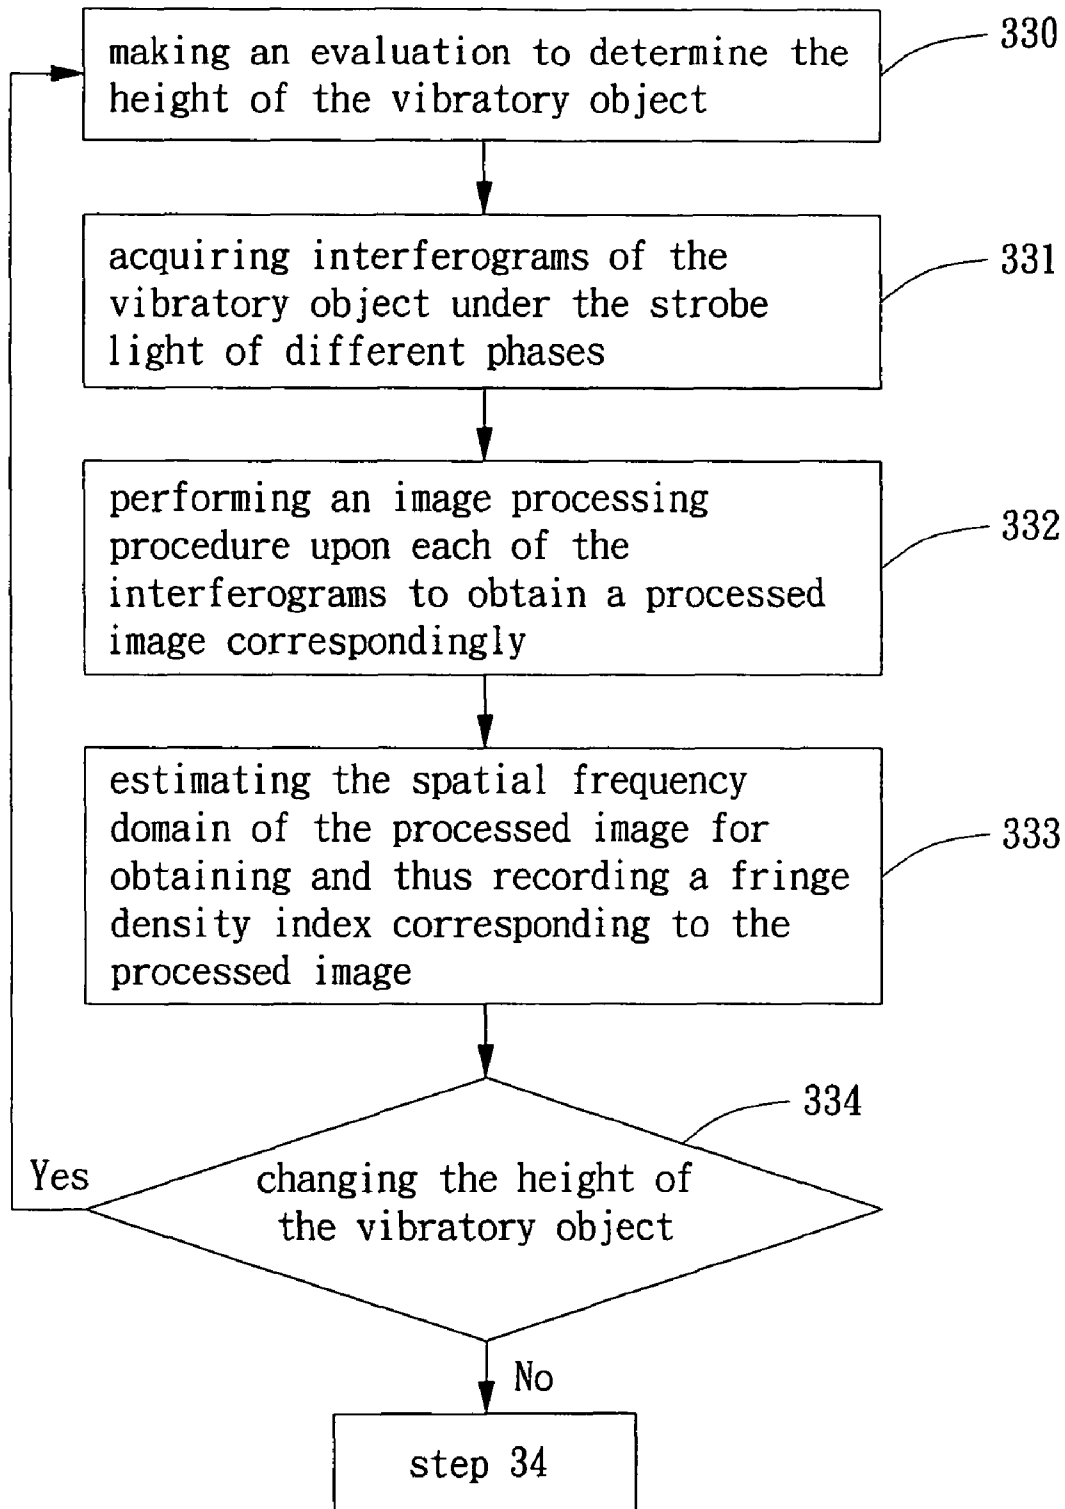 making an evaluation to determine the
height of the vibratory object
330
acquiring interferograms of the
vibratory object under the strobe
light of different phases
331
performing an image processing
procedure upon each of the
interferograms to obtain a processed
image correspondingly
332
estimating the spatial frequency
domain of the processed image for
obtaining and thus recording a fringe
density index corresponding to the
processed image
333
334
Yes
changing the height of
the vibratory object
No
step 34